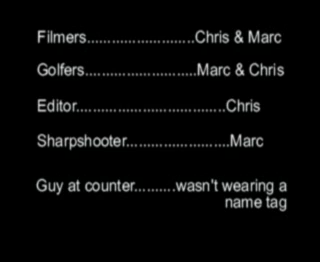 Filmers..........................Chris & Marc
Golfers...........................Marc & Chris
Editor....................................Chris
Sharpshooter.........................Marc
Guy at counter..........wasn't wearing a
name tag